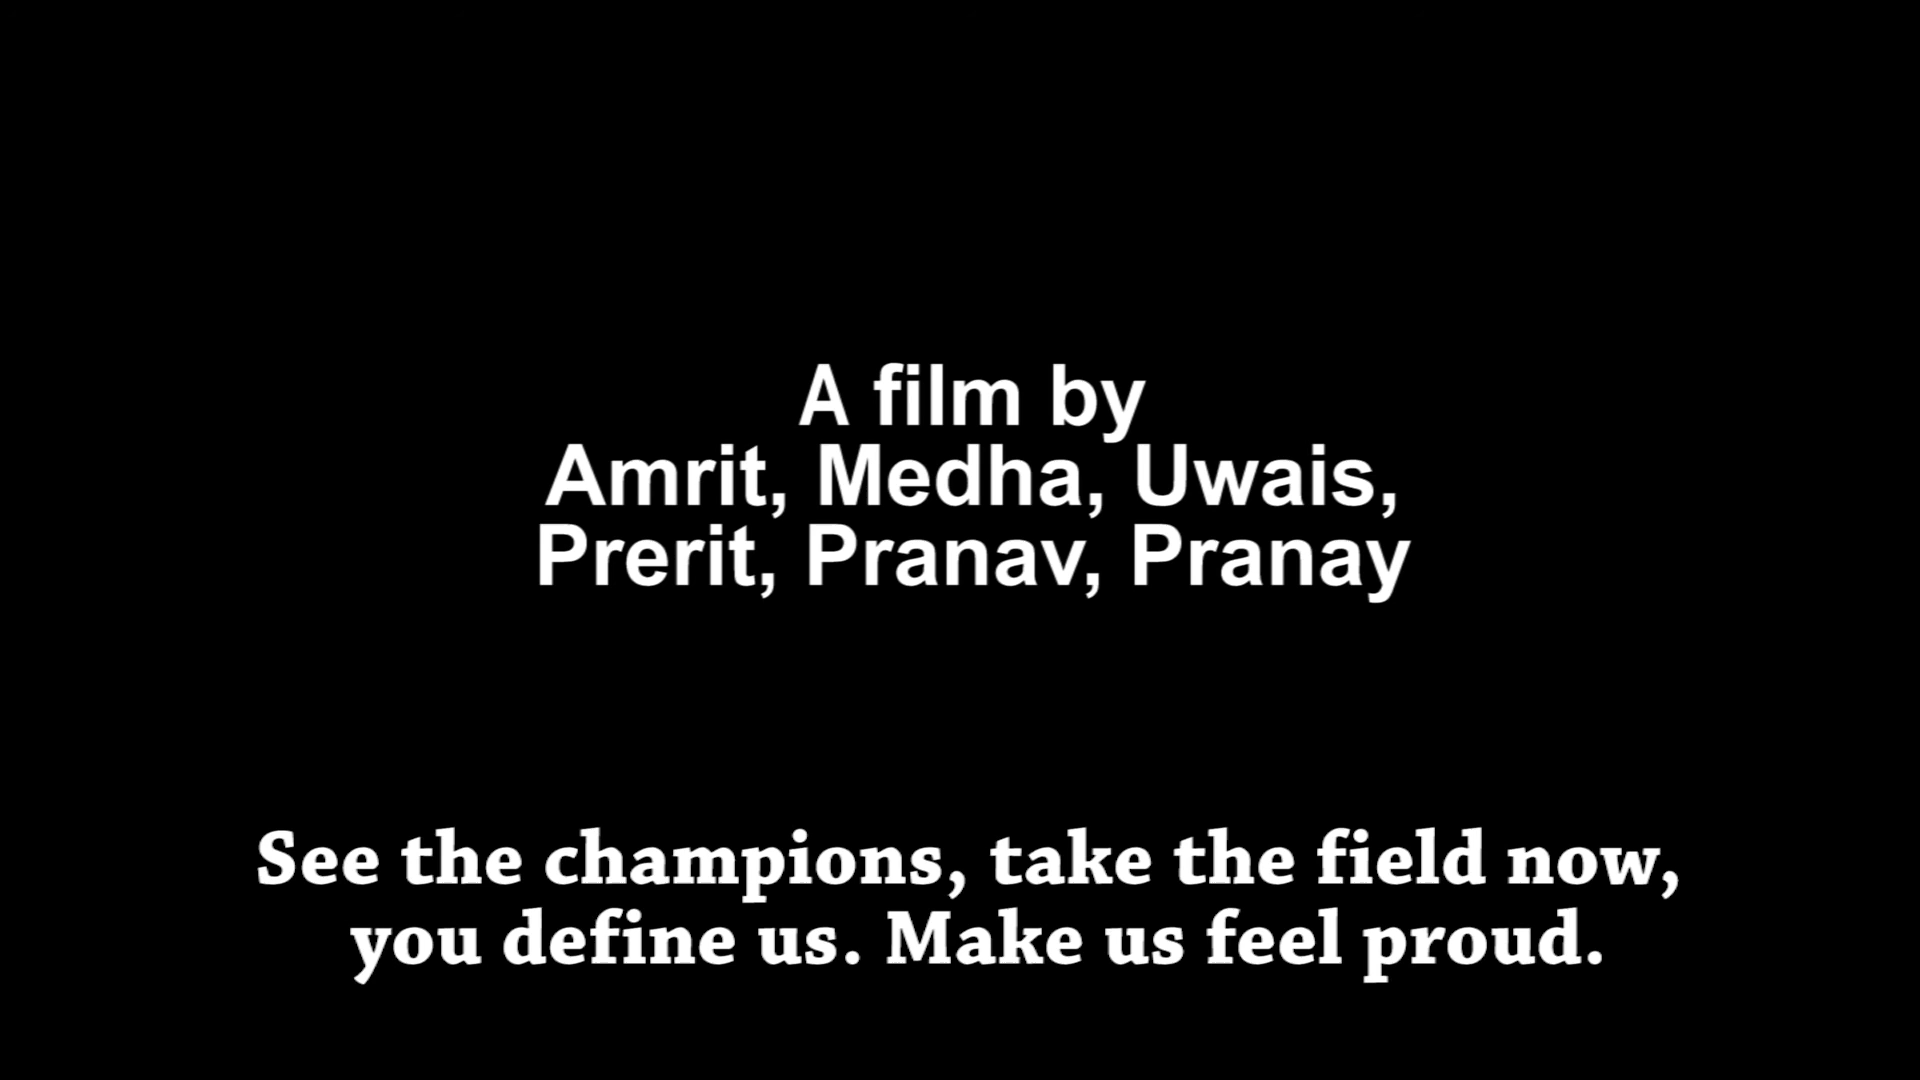 A film by
Amrit, Medha, Uwais,
Prerit, Pranav, Pranay
See the champions, take the field now,
you define us. Make us feel proud.